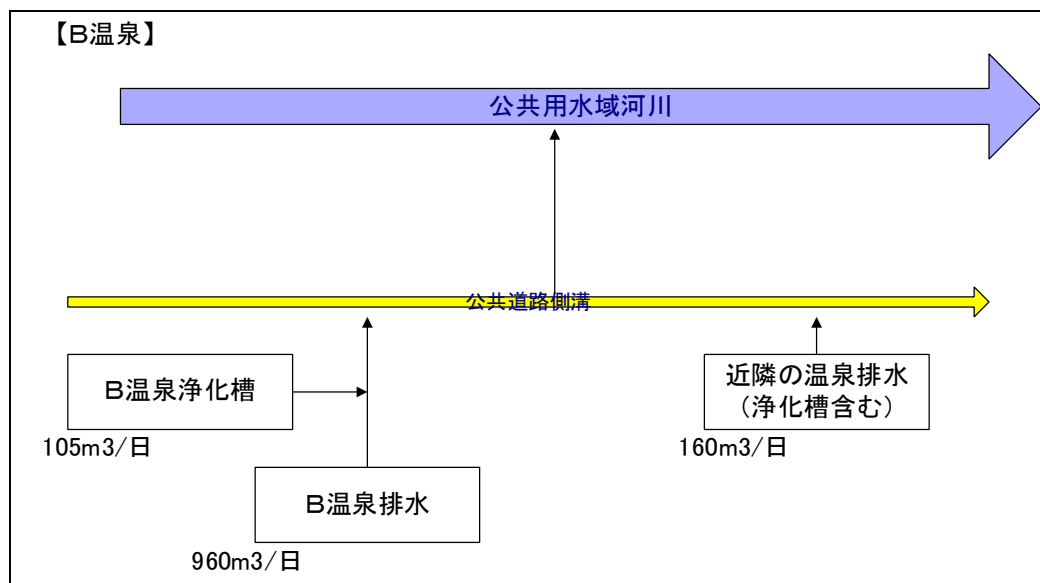 【Ｂ温泉】
公共用水域河川
公共道路側溝
Ｂ温泉浄化槽
105m3/日
Ｂ温泉排水
960m3/日
近隣の温泉排水
（浄化槽含む）
160m3/日